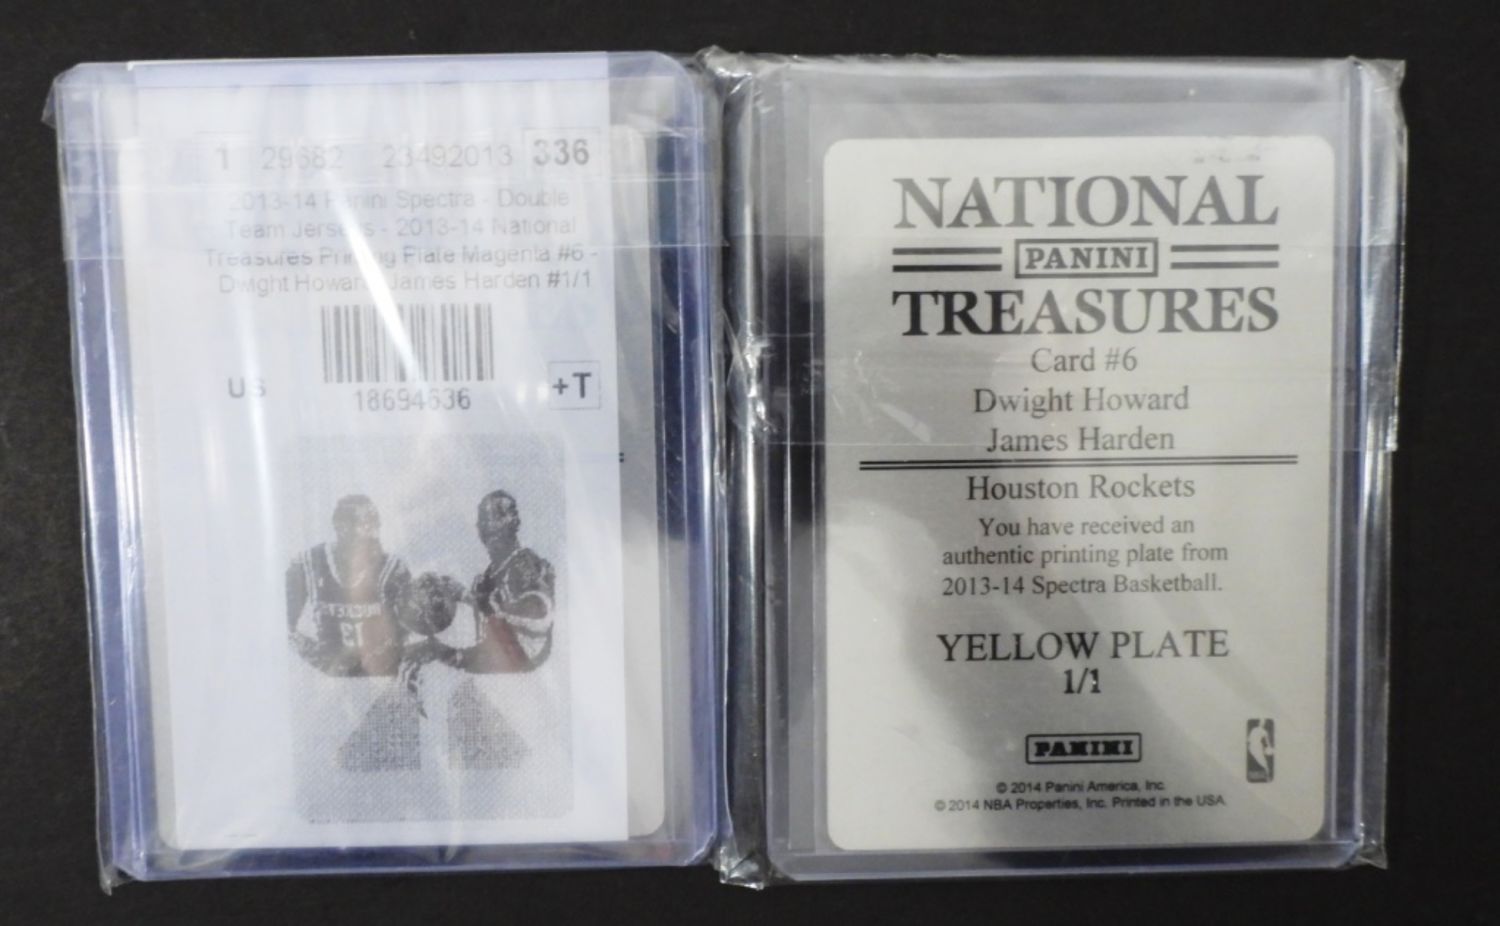 1 29682 23492013 336
2013-14 Panini Spectra - Double
Team Jerseys - 2013-14 National
Treasures Printing Plate Magenta #6 -
Dwight Howard James Harden #1/1
US
+T
18694636
13
NATIONAL
PANINI
TREASURES
Card #6
Dwight Howard
James Harden
Houston Rockets
You have received an
authentic printing plate from
2013-14 Spectra Basketball.
YELLOW PLATE
1/1
PANINI
© 2014 Panini America, Inc.
© 2014 NBA Properties, Inc. Printed in the USA